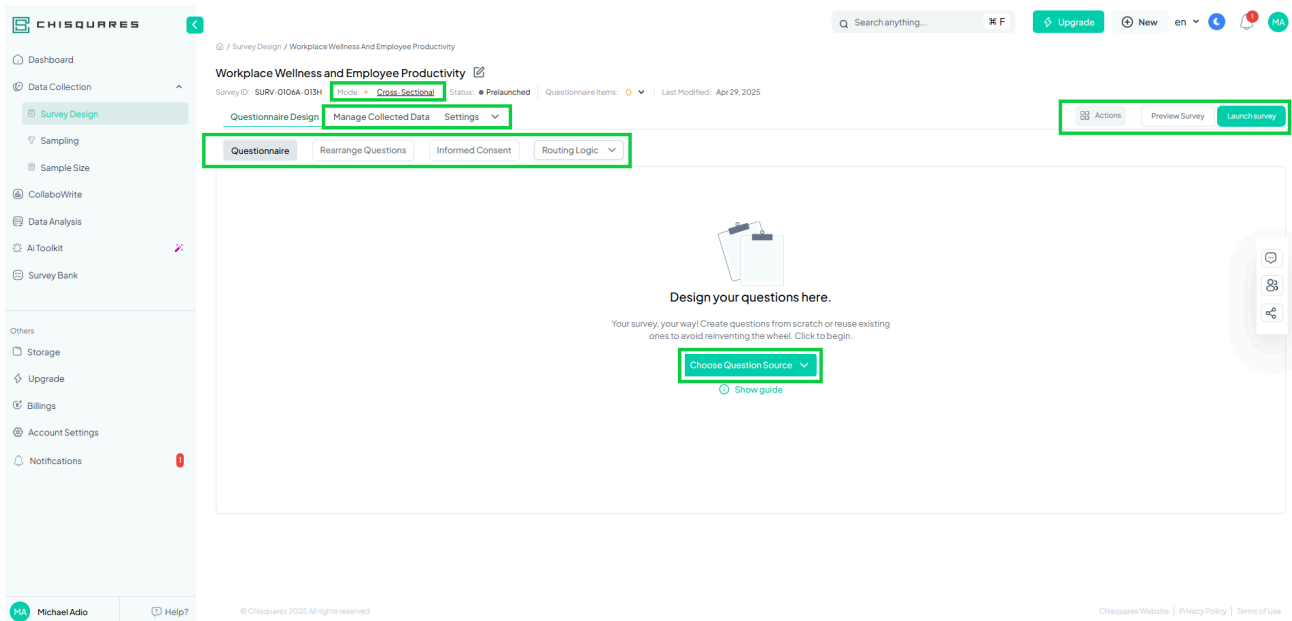 CHISQUARES
Search anything...
⌘ F
Upgrade
New
en
1
MA
/ Survey Design / Workplace Wellness And Employee Productivity
Dashboard
Data Collection
Survey Design
Sampling
Sample Size
CollaboWrite
Data Analysis
Ai Toolkit
Survey Bank
Others
Storage
Upgrade
Billings
Account Settings
Notifications
1
MA
Michael Adio
Help?
Workplace Wellness and Employee Productivity
Survey ID: SURV-0106A-013H Mode: Cross-Sectional Status: Prelaunched Questionnaire Items: 0 Last Modified: Apr 29, 2025
Questionnaire Design Manage Collected Data Settings
Actions Preview Survey Launch survey
Questionnaire Rearrange Questions Informed Consent Routing Logic
Design your questions here.
Your survey, your way! Create questions from scratch or reuse existing
ones to avoid reinventing the wheel. Click to begin.
Choose Question Source
Show guide
© Chisquares 2025 All rights reserved
Chisquares Website | Privacy Policy | Terms of Use